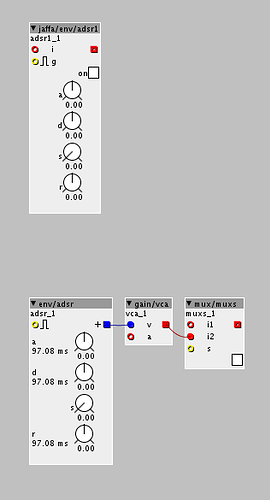 jaffa/env/adsr1
adsr1_1
i
g
on
a
0.00
d
0.00
s
0.00
r
0.00
env/adsr
adsr_1
+
a
97.08 ms
0.00
d
97.08 ms
0.00
s
0.00
r
97.08 ms
0.00
gain/vca
vca_1
v
a
mux/muxs
muxs_1
i1
i2
s